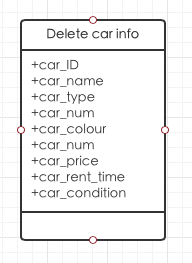 Delete car info
+car_ID
+car_name
+car_type
+car_num
+car_colour
+car_num
+car_price
+car_rent_time
+car_condition